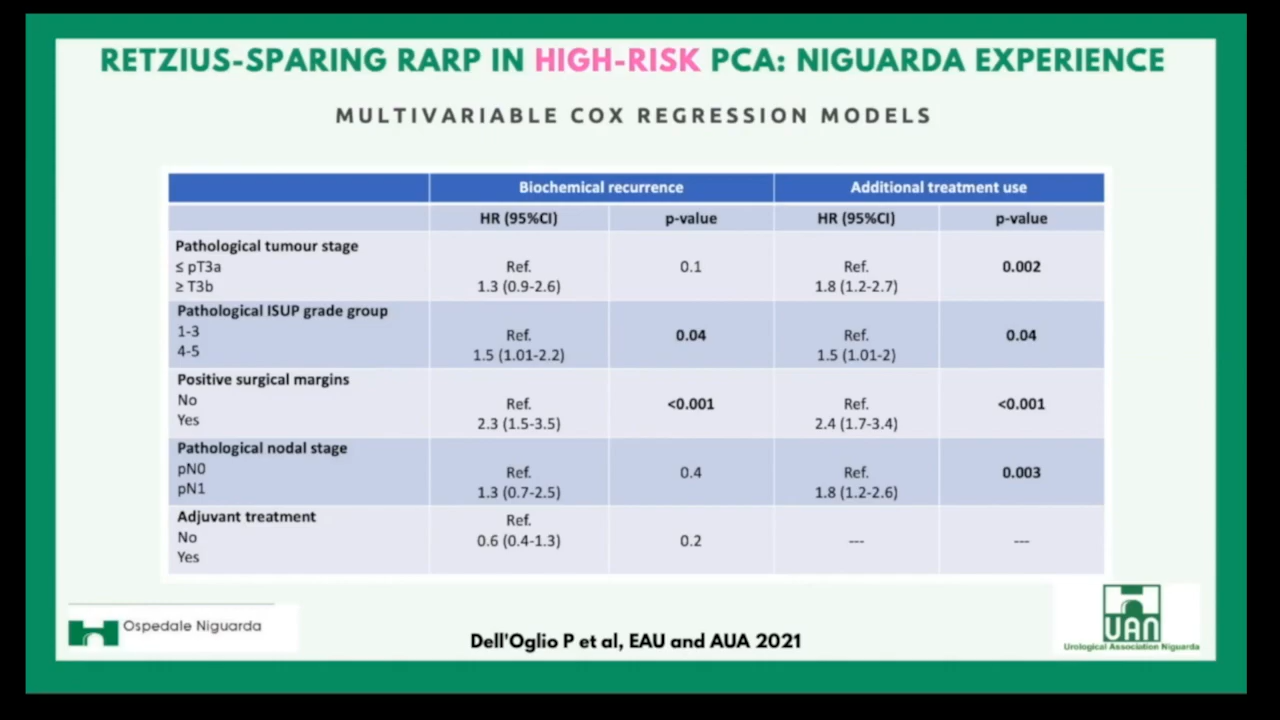 RETZIUS-SPARING RARP IN HIGH-RISK PCA: NIGUARDA EXPERIENCE
MULTIVARIABLE COX REGRESSION MODELS
Biochemical recurrence Additional treatment use
HR (95%CI) p-value HR (95%CI) p-value
Pathological tumour stage
≤ pT3a Ref. 0.1 Ref. 0.002
≥ T3b 1.3 (0.9-2.6) 1.8 (1.2-2.7)
Pathological ISUP grade group
1-3 Ref. 0.04 Ref. 0.04
4-5 1.5 (1.01-2.2) 1.5 (1.01-2)
Positive surgical margins
No Ref. <0.001 Ref. <0.001
Yes 2.3 (1.5-3.5) 2.4 (1.7-3.4)
Pathological nodal stage
pN0 Ref. 0.4 Ref. 0.003
pN1 1.3 (0.7-2.5) 1.8 (1.2-2.6)
Adjuvant treatment Ref.
No 0.6 (0.4-1.3) 0.2 --- ---
Yes
Ospedale Niguarda
Dell'Oglio P et al, EAU and AUA 2021
UAN
Urological Association Niguarda